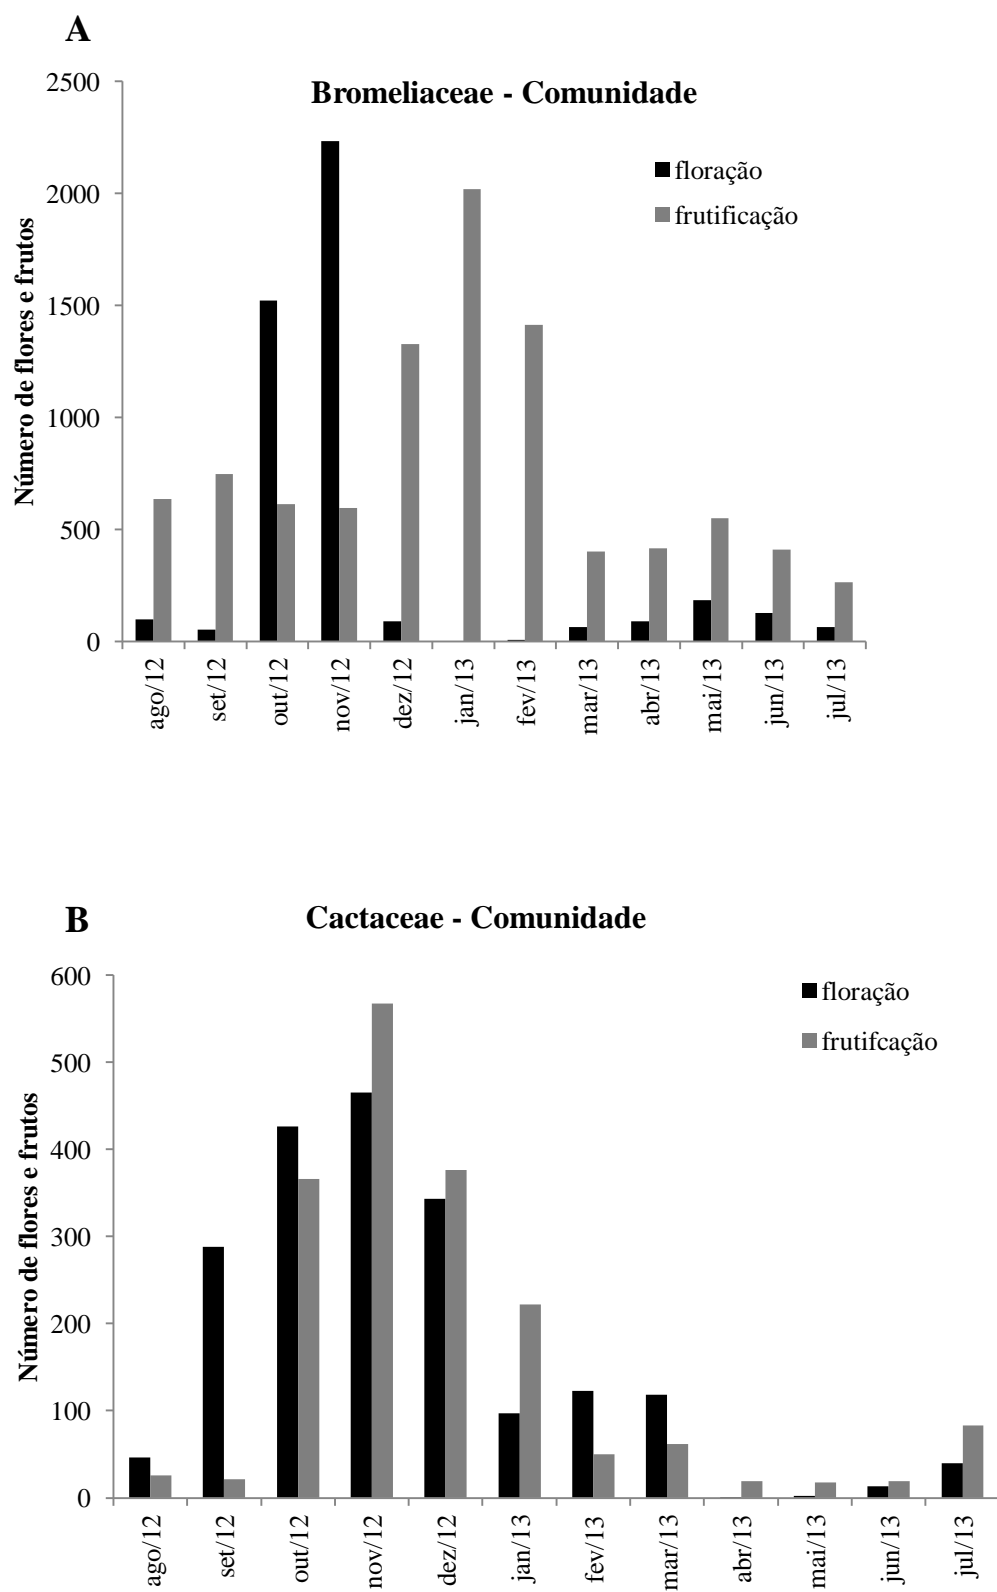 A
Bromeliaceae - Comunidade
2500
2000
1500
1000
500
0
Número de flores e frutos
floração
frutificação
ago/12
set/12
out/12
nov/12
dez/12
jan/13
fev/13
mar/13
abr/13
mai/13
jun/13
jul/13
B
Cactaceae - Comunidade
600
500
400
300
200
100
0
Número de flores e frutos
floração
frutifcação
ago/12
set/12
out/12
nov/12
dez/12
jan/13
fev/13
mar/13
abr/13
mai/13
jun/13
jul/13